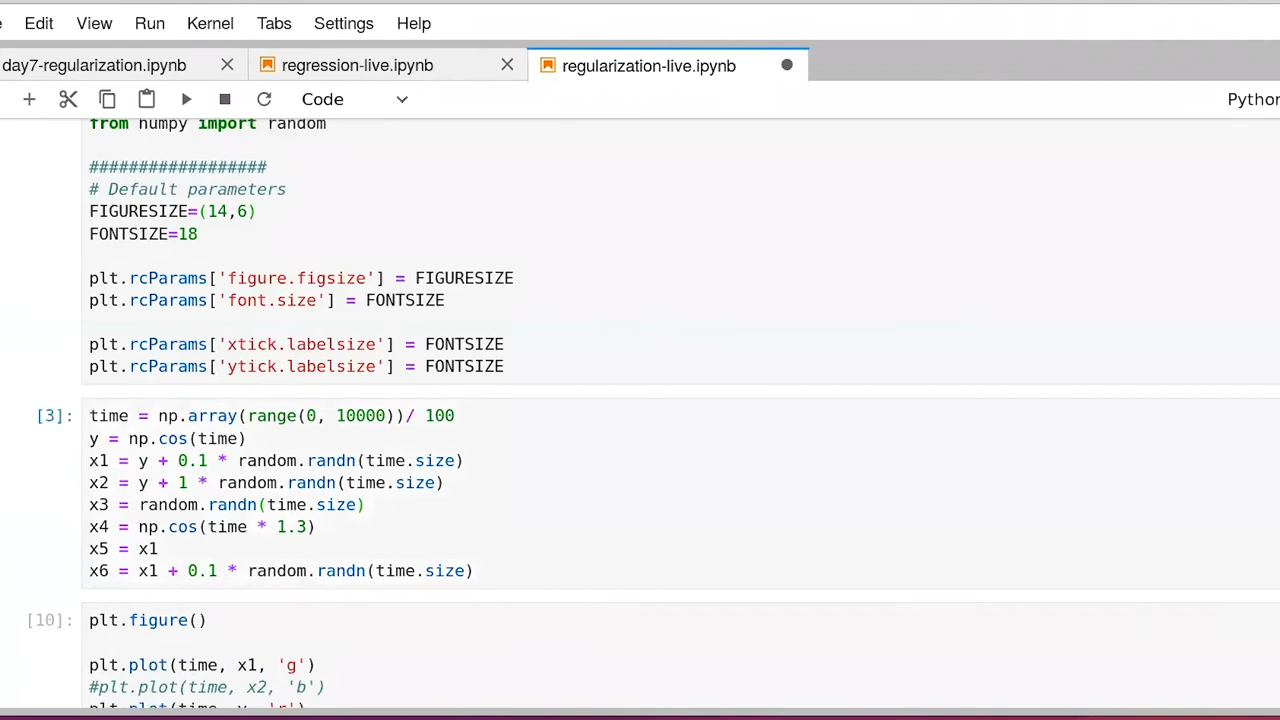 Edit View Run Kernel Tabs Settings Help
day7-regularization.ipynb regression-live.ipynb regularization-live.ipynb
Code Python
from numpy import random
##################
# Default parameters
FIGURESIZE=(14,6)
FONTSIZE=18
plt.rcParams['figure.figsize'] = FIGURESIZE
plt.rcParams['font.size'] = FONTSIZE
plt.rcParams['xtick.labelsize'] = FONTSIZE
plt.rcParams['ytick.labelsize'] = FONTSIZE
[3]: time = np.array(range(0, 10000))/ 100
y = np.cos(time)
x1 = y + 0.1 * random.randn(time.size)
x2 = y + 1 * random.randn(time.size)
x3 = random.randn(time.size)
x4 = np.cos(time * 1.3)
x5 = x1
x6 = x1 + 0.1 * random.randn(time.size)
[10]: plt.figure()
plt.plot(time, x1, 'g')
#plt.plot(time, x2, 'b')
plt.plot(time, y, 'r')